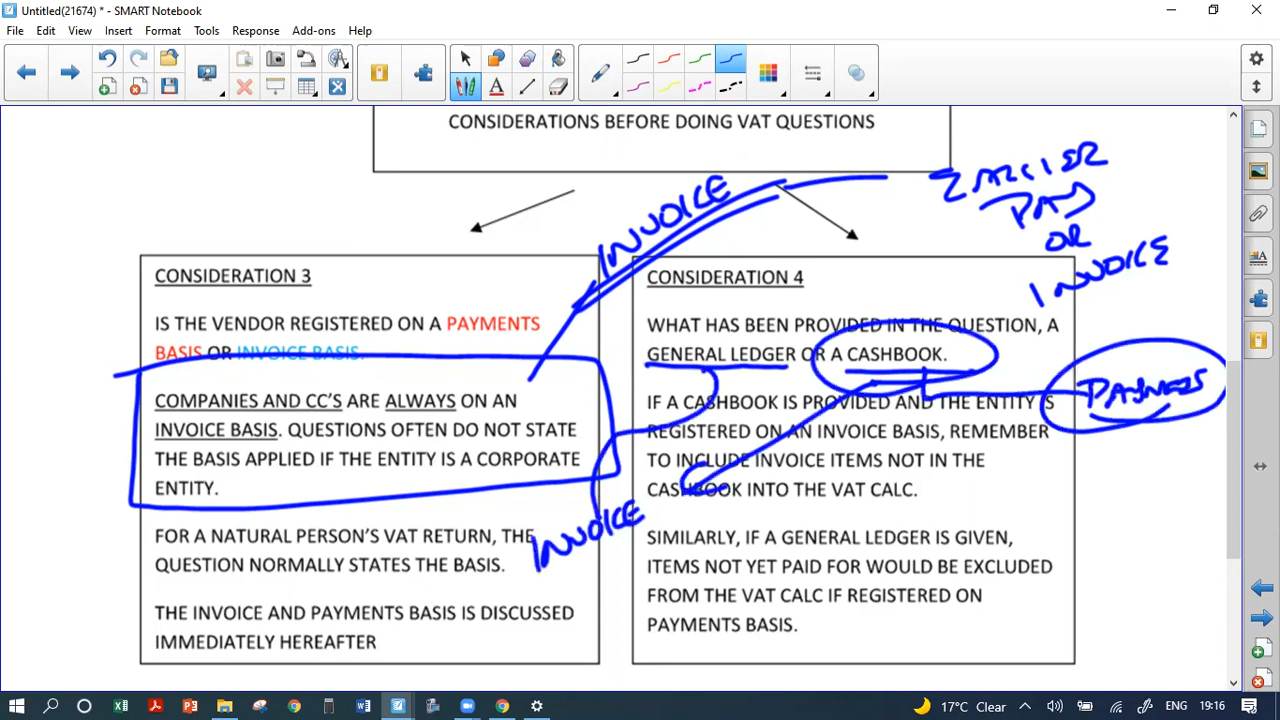 Untitled(21674) * - SMART Notebook
File Edit View Insert Format Tools Response Add-ons Help
CONSIDERATIONS BEFORE DOING VAT QUESTIONS
INVOICE
EARLIER
PAID
OR
INVOICE
CONSIDERATION 3
IS THE VENDOR REGISTERED ON A PAYMENTS
BASIS OR INVOICE BASIS.
COMPANIES AND CC'S ARE ALWAYS ON AN
INVOICE BASIS. QUESTIONS OFTEN DO NOT STATE
THE BASIS APPLIED IF THE ENTITY IS A CORPORATE
ENTITY.
FOR A NATURAL PERSON'S VAT RETURN, THE
QUESTION NORMALLY STATES THE BASIS.
THE INVOICE AND PAYMENTS BASIS IS DISCUSSED
IMMEDIATELY HEREAFTER
INVOICE
CONSIDERATION 4
WHAT HAS BEEN PROVIDED IN THE QUESTION, A
GENERAL LEDGER OR A CASHBOOK.
IF A CASHBOOK IS PROVIDED AND THE ENTITY IS
REGISTERED ON AN INVOICE BASIS, REMEMBER
TO INCLUDE INVOICE ITEMS NOT IN THE
CASHBOOK INTO THE VAT CALC.
SIMILARLY, IF A GENERAL LEDGER IS GIVEN,
ITEMS NOT YET PAID FOR WOULD BE EXCLUDED
FROM THE VAT CALC IF REGISTERED ON
PAYMENTS BASIS.
PAYMENTS
17°C Clear
ENG
19:16